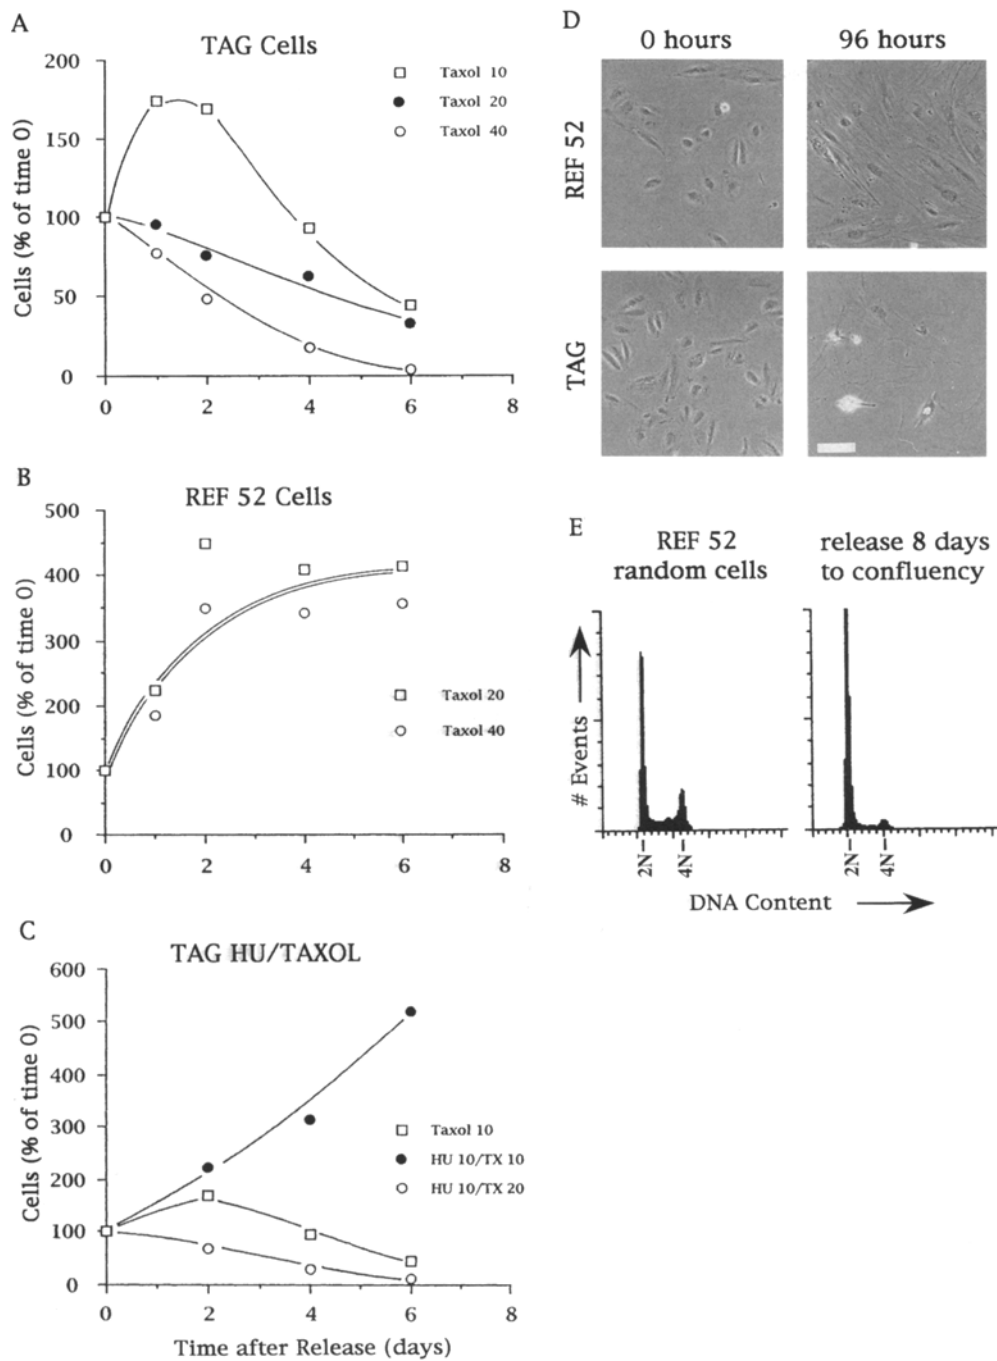 A
TAG Cells
200
150
100
50
0
Cells (% of time 0)
0 2 4 6 8
Taxol 10
Taxol 20
Taxol 40
B
REF 52 Cells
500
400
300
200
100
0
Cells (% of time 0)
0 2 4 6 8
Taxol 20
Taxol 40
C
TAG HU/TAXOL
600
500
400
300
200
100
0
Cells (% of time 0)
0 2 4 6 8
Taxol 10
HU 10/TX 10
HU 10/TX 20
Time after Release (days)
D
0 hours 96 hours
REF 52
TAG
E
REF 52
random cells
release 8 days
to confluency
# Events
2N 4N 2N 4N
DNA Content